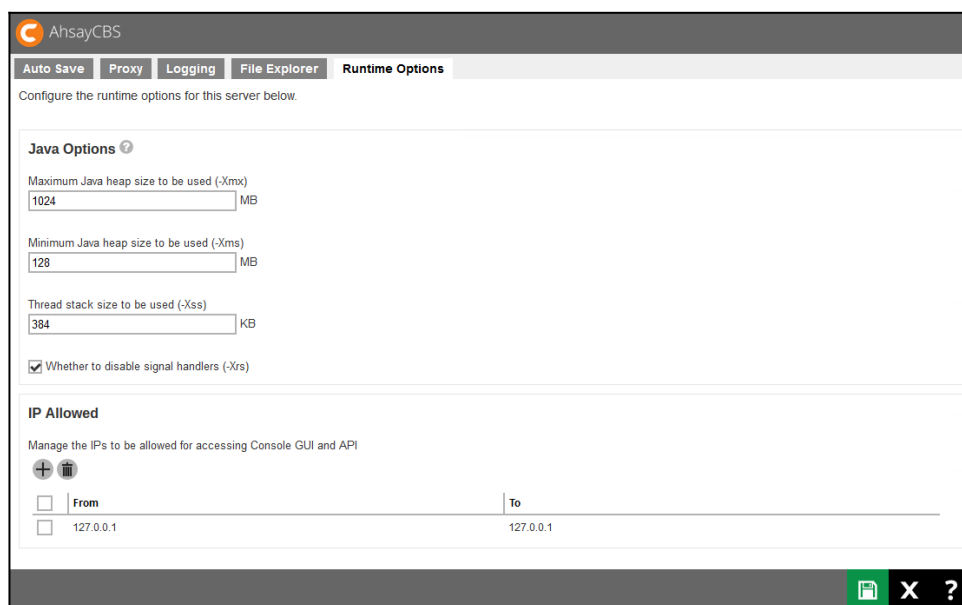 AhsayCBS
Auto Save Proxy Logging File Explorer Runtime Options
Configure the runtime options for this server below.
Java Options ?
Maximum Java heap size to be used (-Xmx)
1024 MB
Minimum Java heap size to be used (-Xms)
128 MB
Thread stack size to be used (-Xss)
384 KB
Whether to disable signal handlers (-Xrs)
IP Allowed
Manage the IPs to be allowed for accessing Console GUI and API
From To
127.0.0.1 127.0.0.1
X ?